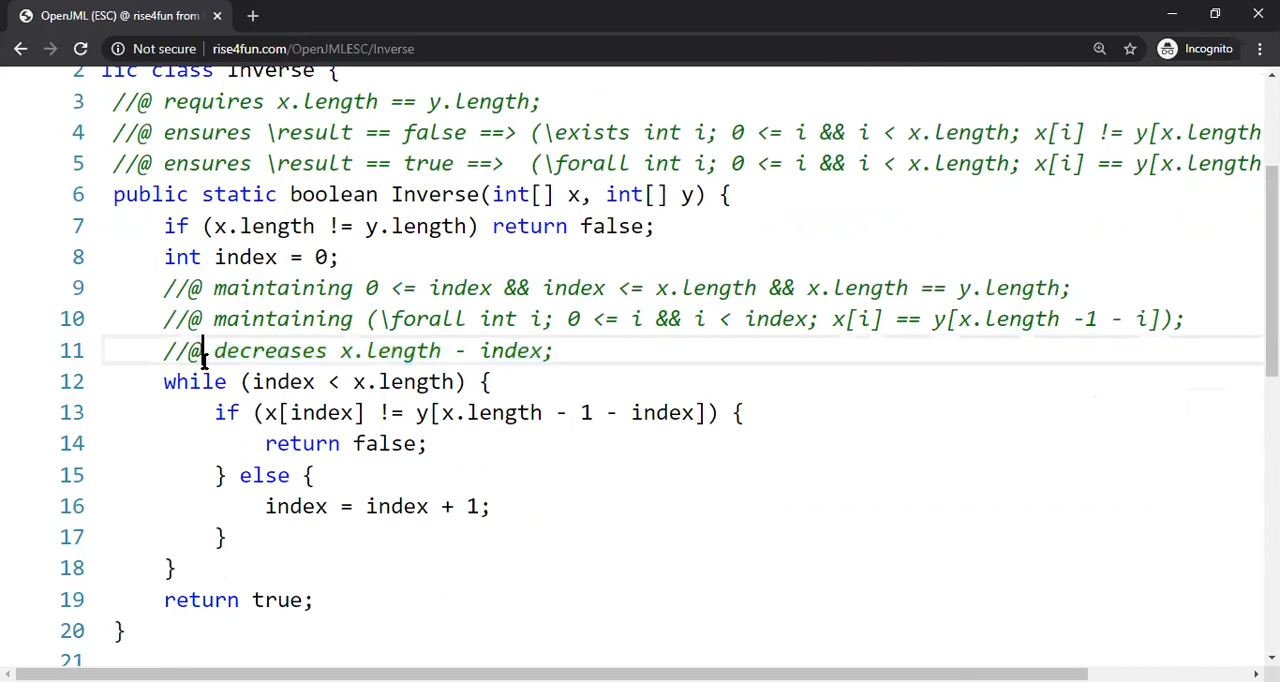 OpenJML (ESC) @ rise4fun from
Not secure rise4fun.com/OpenJMLESC/Inverse Incognito
2 lic class Inverse {
3 //@ requires x.length == y.length;
4 //@ ensures \result == false ==> (\exists int i; 0 <= i && i < x.length; x[i] != y[x.length
5 //@ ensures \result == true ==> (\forall int i; 0 <= i && i < x.length; x[i] == y[x.length
6 public static boolean Inverse(int[] x, int[] y) {
7 if (x.length != y.length) return false;
8 int index = 0;
9 //@ maintaining 0 <= index && index <= x.length && x.length == y.length;
10 //@ maintaining (\forall int i; 0 <= i && i < index; x[i] == y[x.length -1 - i]);
11 //@ decreases x.length - index;
12 while (index < x.length) {
13 if (x[index] != y[x.length - 1 - index]) {
14 return false;
15 } else {
16 index = index + 1;
17 }
18 }
19 return true;
20 }
21